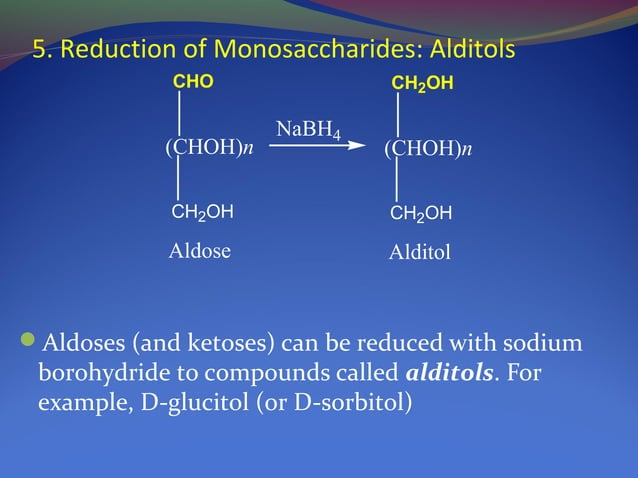 5. Reduction of Monosaccharides: Alditols
CHO CH₂OH
NaBH₄
(CHOH)n (CHOH)n
CH₂OH CH₂OH
Aldose Alditol
Aldoses (and ketoses) can be reduced with sodium
borohydride to compounds called alditols. For
example, D-glucitol (or D-sorbitol)